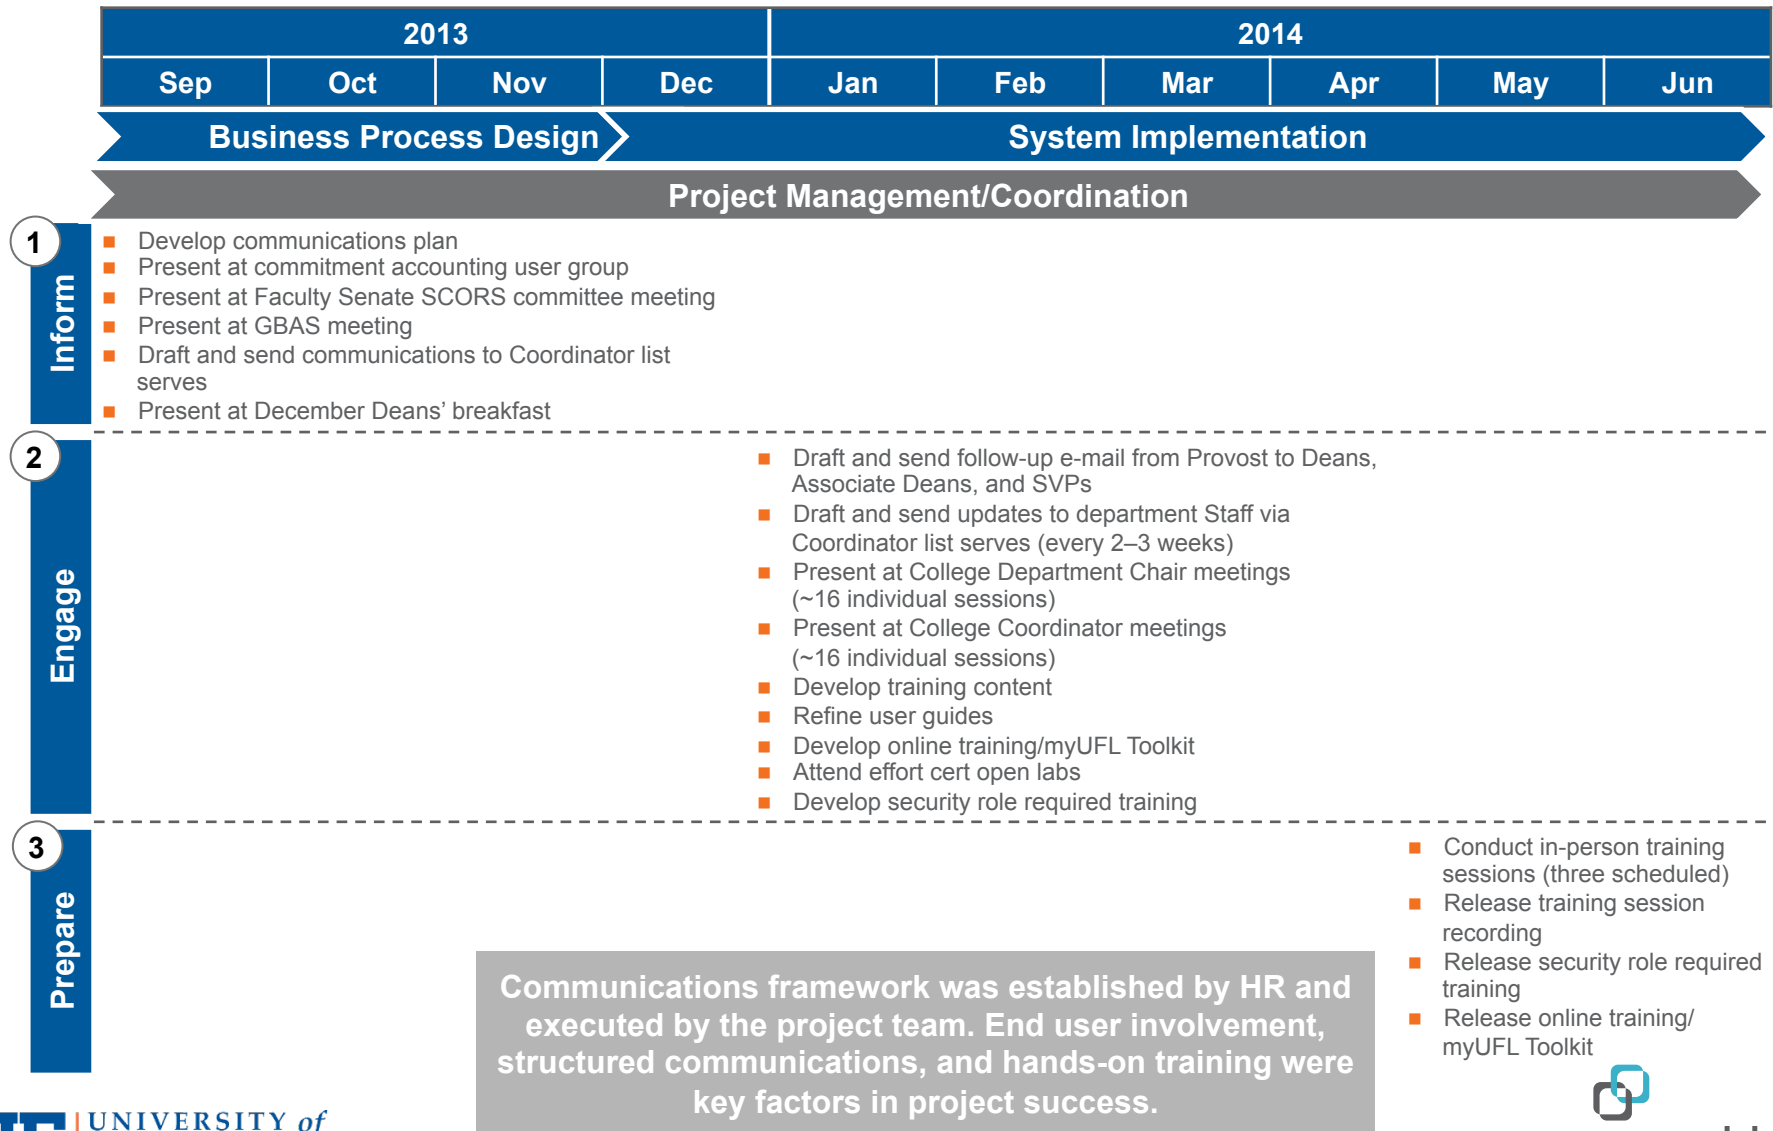 2013 2014
Sep Oct Nov Dec Jan Feb Mar Apr May Jun
Business Process Design System Implementation
Project Management/Coordination
1
Inform
Develop communications plan
Present at commitment accounting user group
Present at Faculty Senate SCORS committee meeting
Present at GBAS meeting
Draft and send communications to Coordinator list
serves
Present at December Deans’ breakfast
2
Engage
Draft and send follow-up e-mail from Provost to Deans,
Associate Deans, and SVPs
Draft and send updates to department Staff via
Coordinator list serves (every 2–3 weeks)
Present at College Department Chair meetings
(~16 individual sessions)
Present at College Coordinator meetings
(~16 individual sessions)
Develop training content
Refine user guides
Develop online training/myUFL Toolkit
Attend effort cert open labs
Develop security role required training
3
Prepare
Conduct in-person training
sessions (three scheduled)
Release training session
recording
Release security role required
training
Release online training/
myUFL Toolkit
Communications framework was established by HR and
executed by the project team. End user involvement,
structured communications, and hands-on training were
key factors in project success.
UNIVERSITY of